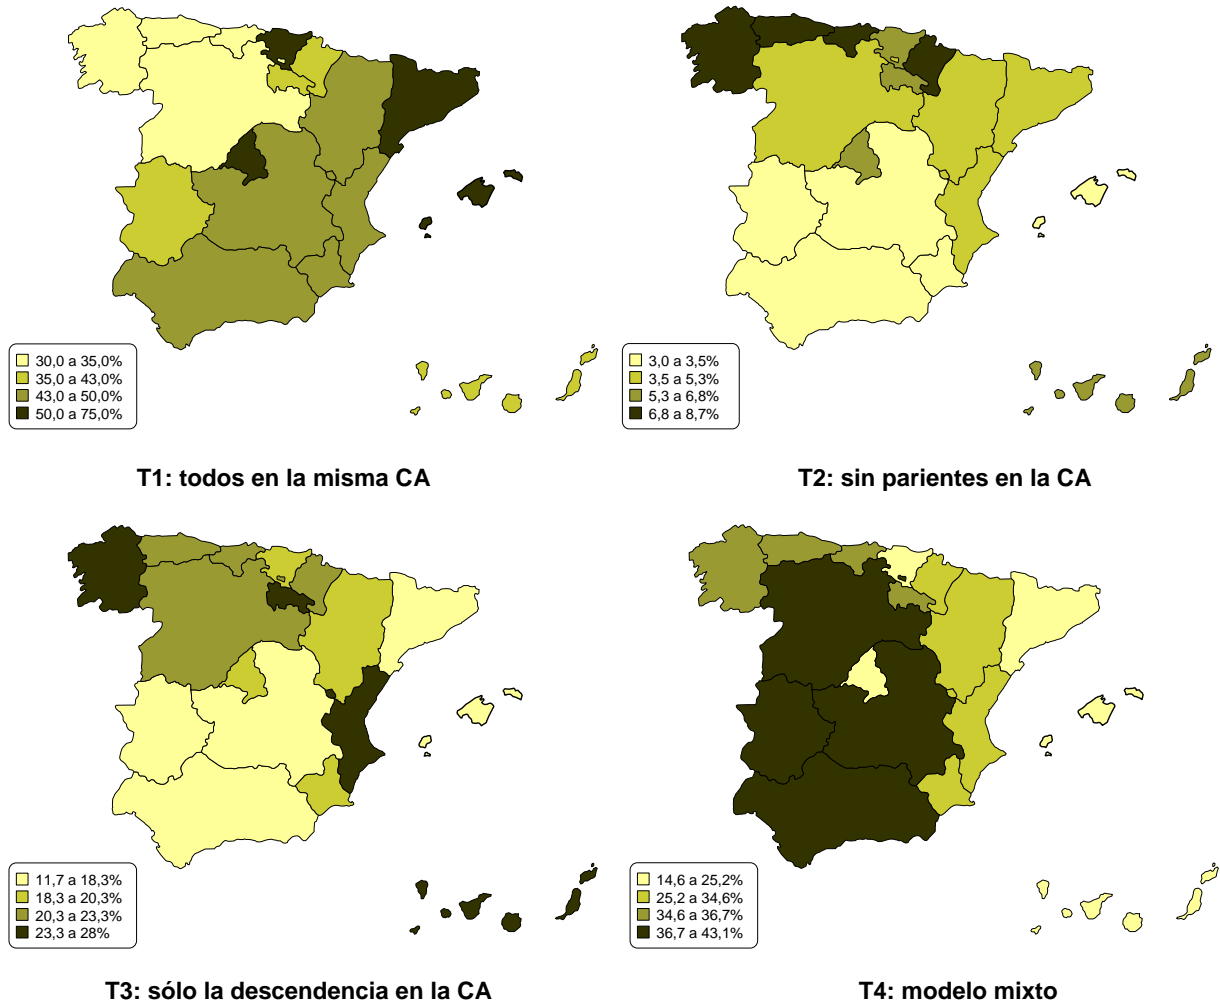 30,0 a 35,0%
35,0 a 43,0%
43,0 a 50,0%
50,0 a 75,0%
T1: todos en la misma CA
3,0 a 3,5%
3,5 a 5,3%
5,3 a 6,8%
6,8 a 8,7%
T2: sin parientes en la CA
11,7 a 18,3%
18,3 a 20,3%
20,3 a 23,3%
23,3 a 28%
T3: sólo la descendencia en la CA
14,6 a 25,2%
25,2 a 34,6%
34,6 a 36,7%
36,7 a 43,1%
T4: modelo mixto